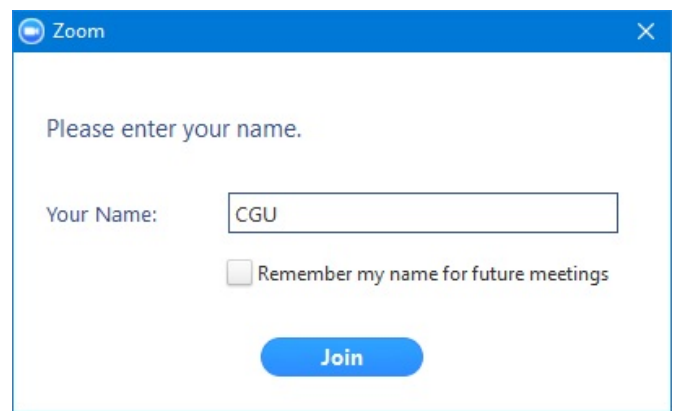 Zoom
Please enter your name.
Your Name: CGU
Remember my name for future meetings
Join